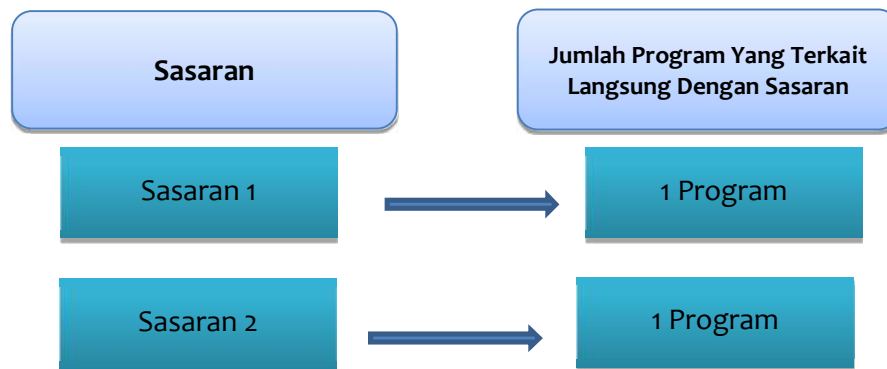 Sasaran
Jumlah Program Yang Terkait
Langsung Dengan Sasaran
Sasaran 1
1 Program
Sasaran 2
1 Program